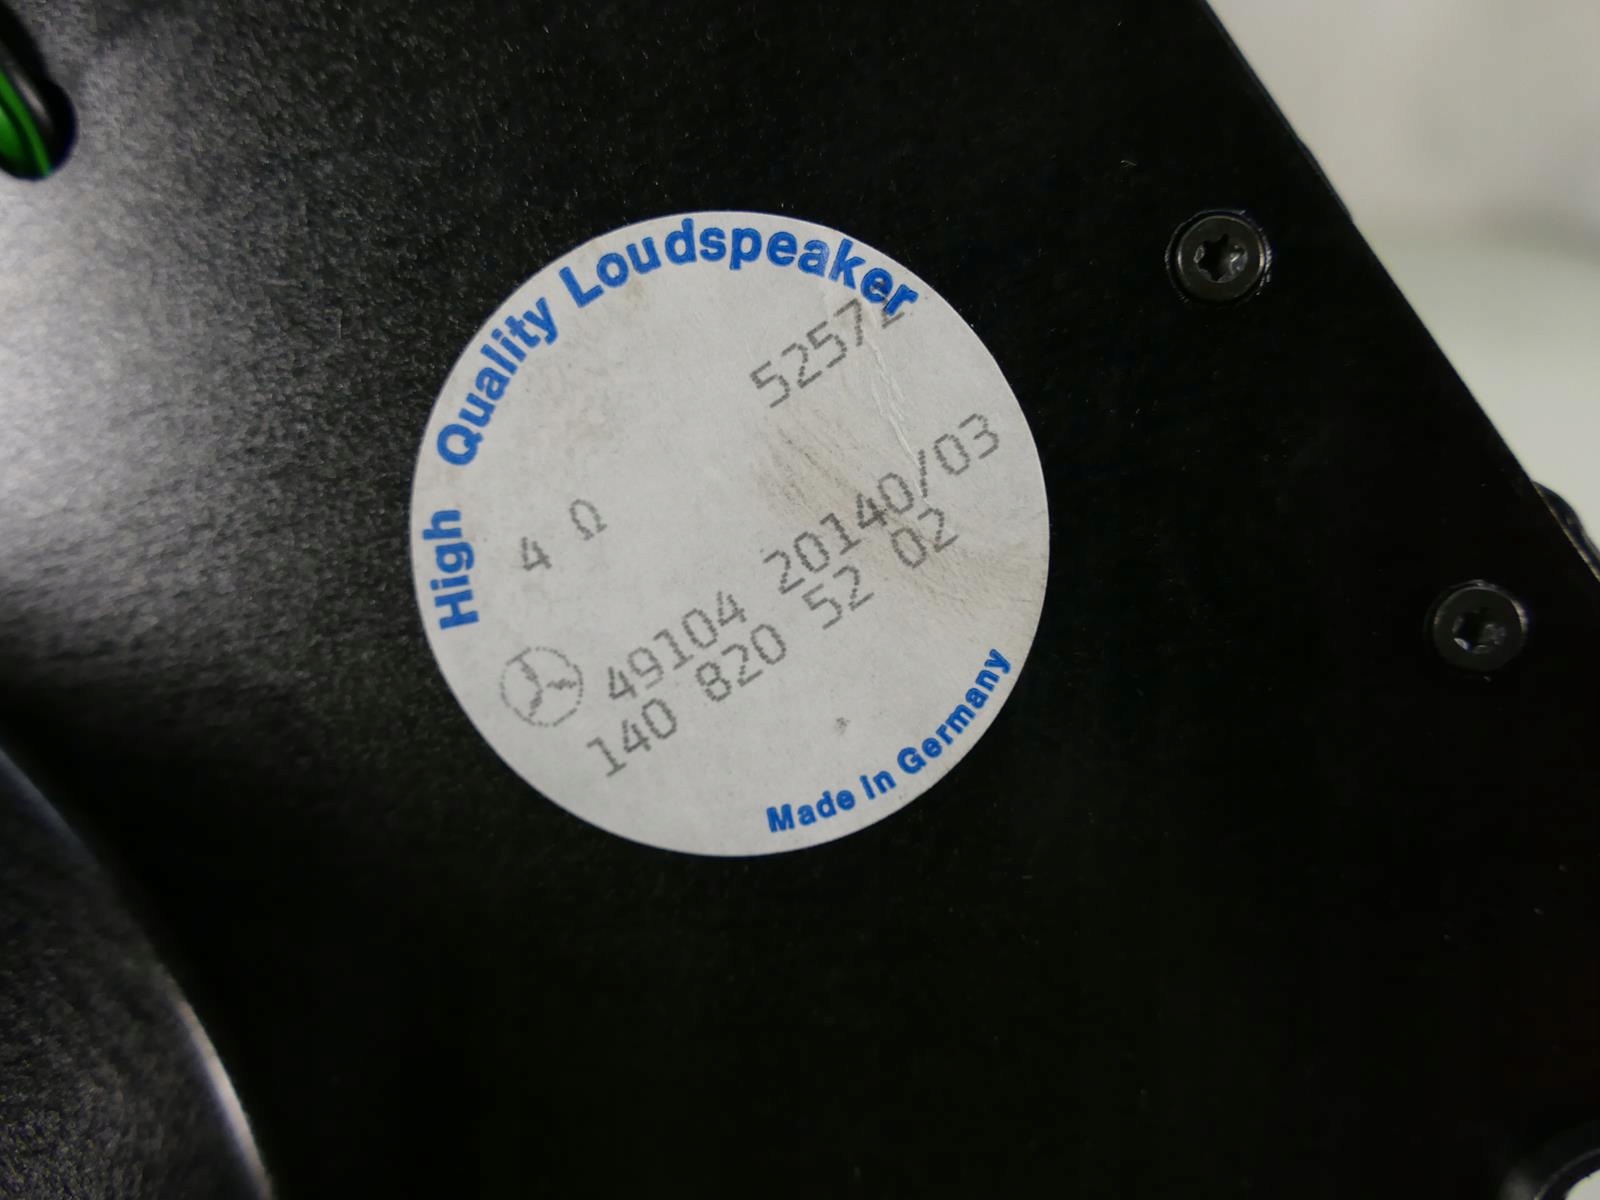 High Quality Loudspeaker
52572
4 Ω
49104 20140/03
140 820 52 02
Made in Germany